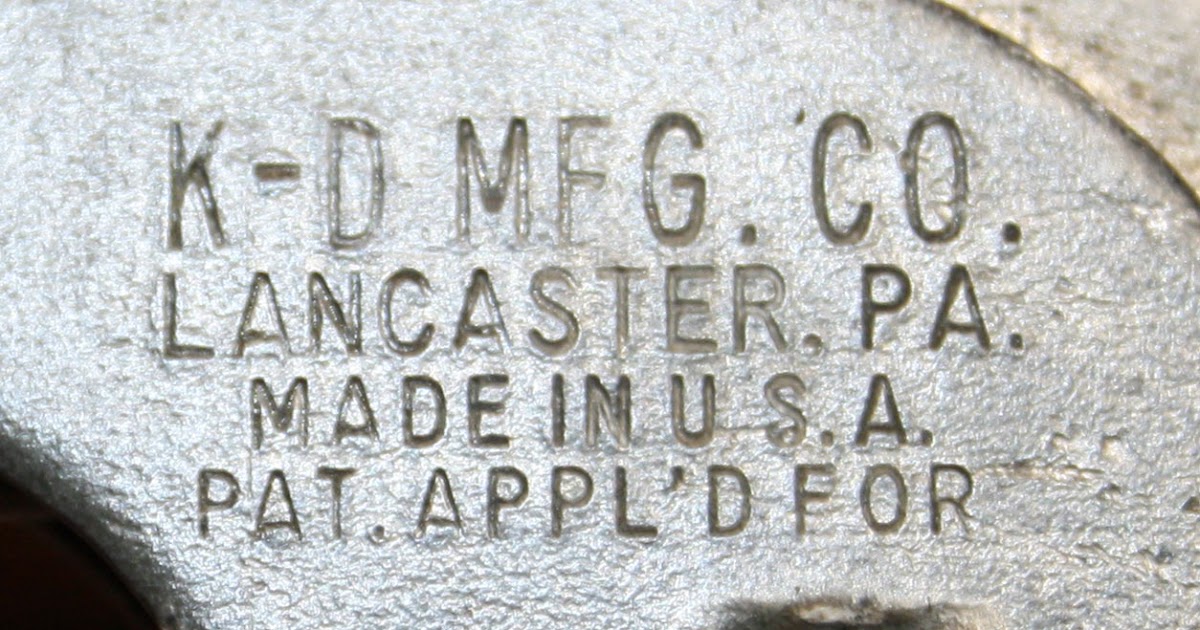 K-D MFG. CO.
LANCASTER. PA.
MADE IN U S.A.
PAT. APPL'D FOR